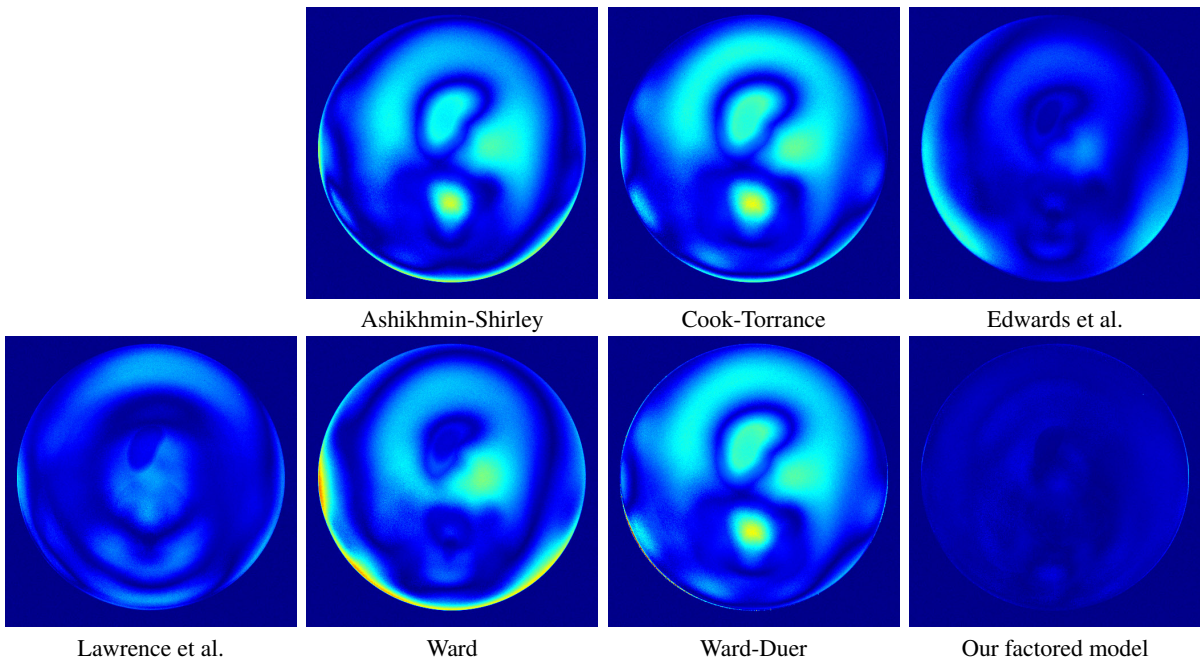 Ashikhmin-Shirley
Cook-Torrance
Edwards et al.
Lawrence et al.
Ward
Ward-Duer
Our factored model